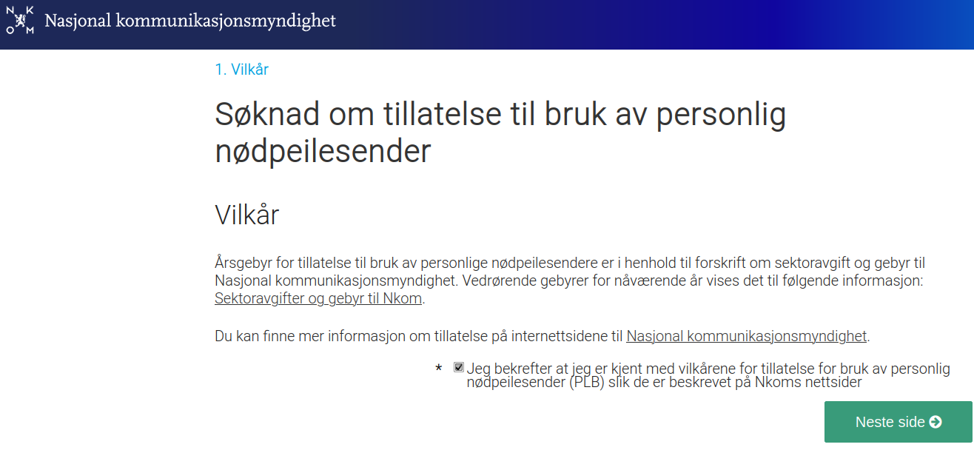 N K
O M
Nasjonal kommunikasjonsmyndighet
1. Vilkår
Søknad om tillatelse til bruk av personlig
nødpeilesender
Vilkår
Årsgebyr for tillatelse til bruk av personlige nødpeilesendere er i henhold til forskrift om sektoravgift og gebyr til
Nasjonal kommunikasjonsmyndighet. Vedrørende gebyrer for nåværende år vises det til følgende informasjon:
Sektoravgifter og gebyr til Nkom.
Du kan finne mer informasjon om tillatelse på internettsidene til Nasjonal kommunikasjonsmyndighet.
* Jeg bekrefter at jeg er kjent med vilkårene for tillatelse for bruk av personlig
nødpeilesender (PLB) slik de er beskrevet på Nkoms nettsider
Neste side